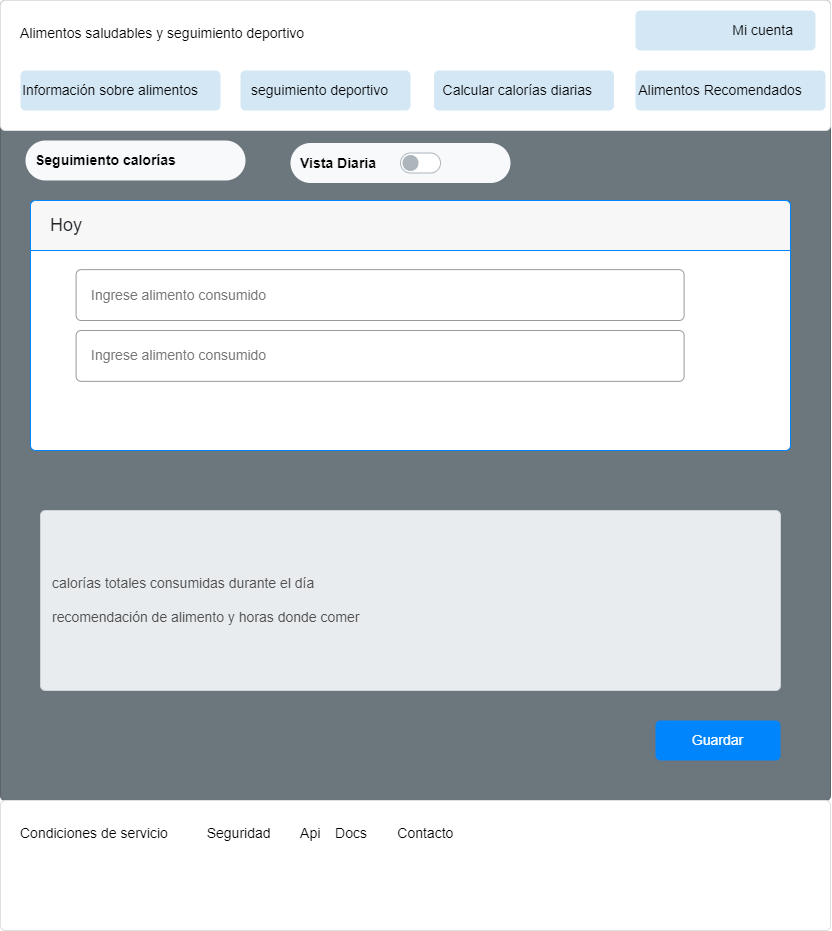 Alimentos saludables y seguimiento deportivo
Mi cuenta
Información sobre alimentos
seguimiento deportivo
Calcular calorías diarias
Alimentos Recomendados
Seguimiento calorías
Vista Diaria
Hoy
Ingrese alimento consumido
Ingrese alimento consumido
calorías totales consumidas durante el día
recomendación de alimento y horas donde comer
Guardar
Condiciones de servicio
Seguridad
Api
Docs
Contacto